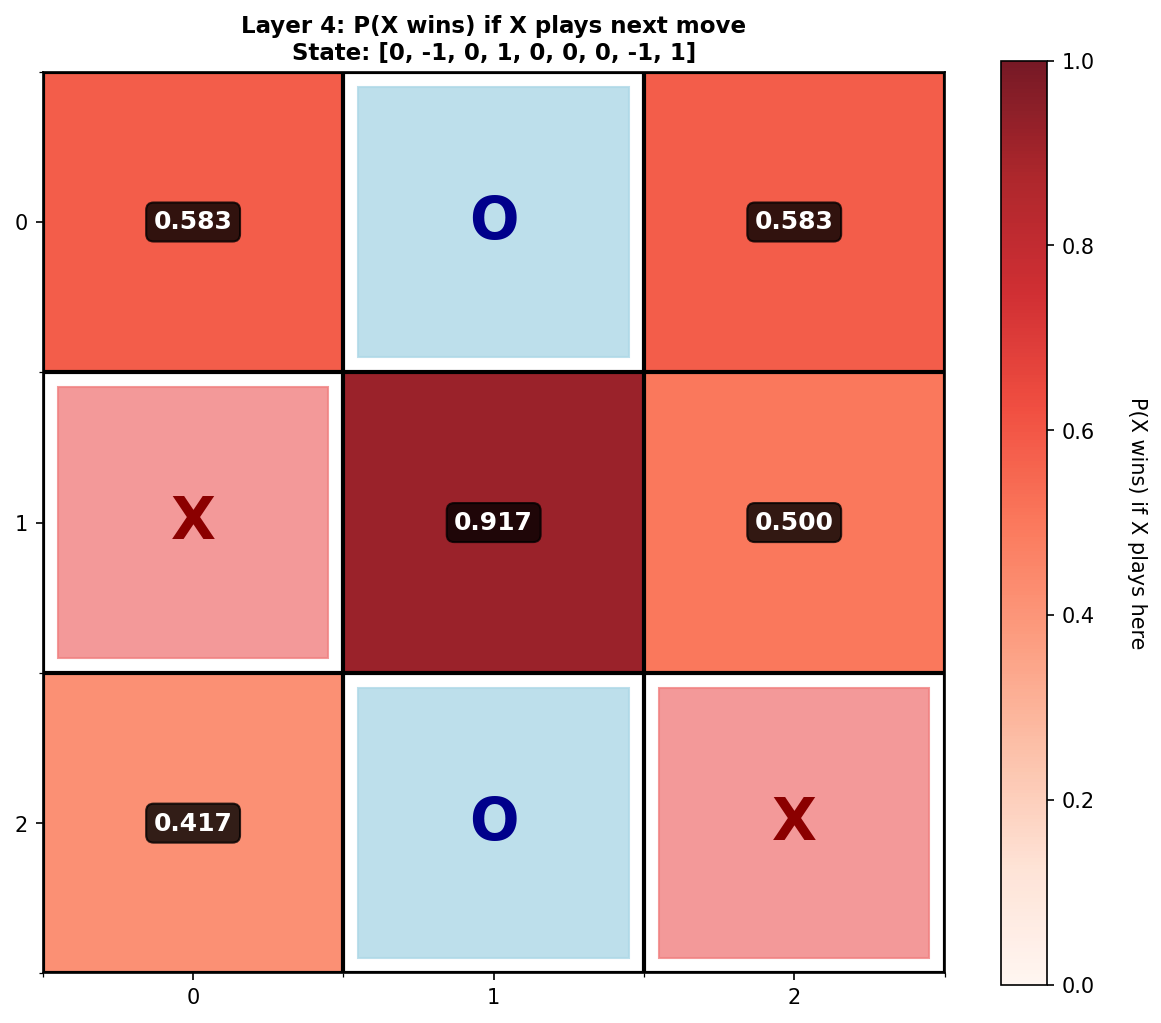 Layer 4: P(X wins) if X plays next move
State: [0, -1, 0, 1, 0, 0, 0, -1, 1]
0
0.583
O
0.583
1
X
0.917
0.500
2
0.417
O
X
0
1
2
1.0
0.8
0.6
0.4
0.2
0.0
P(X wins) if X plays here